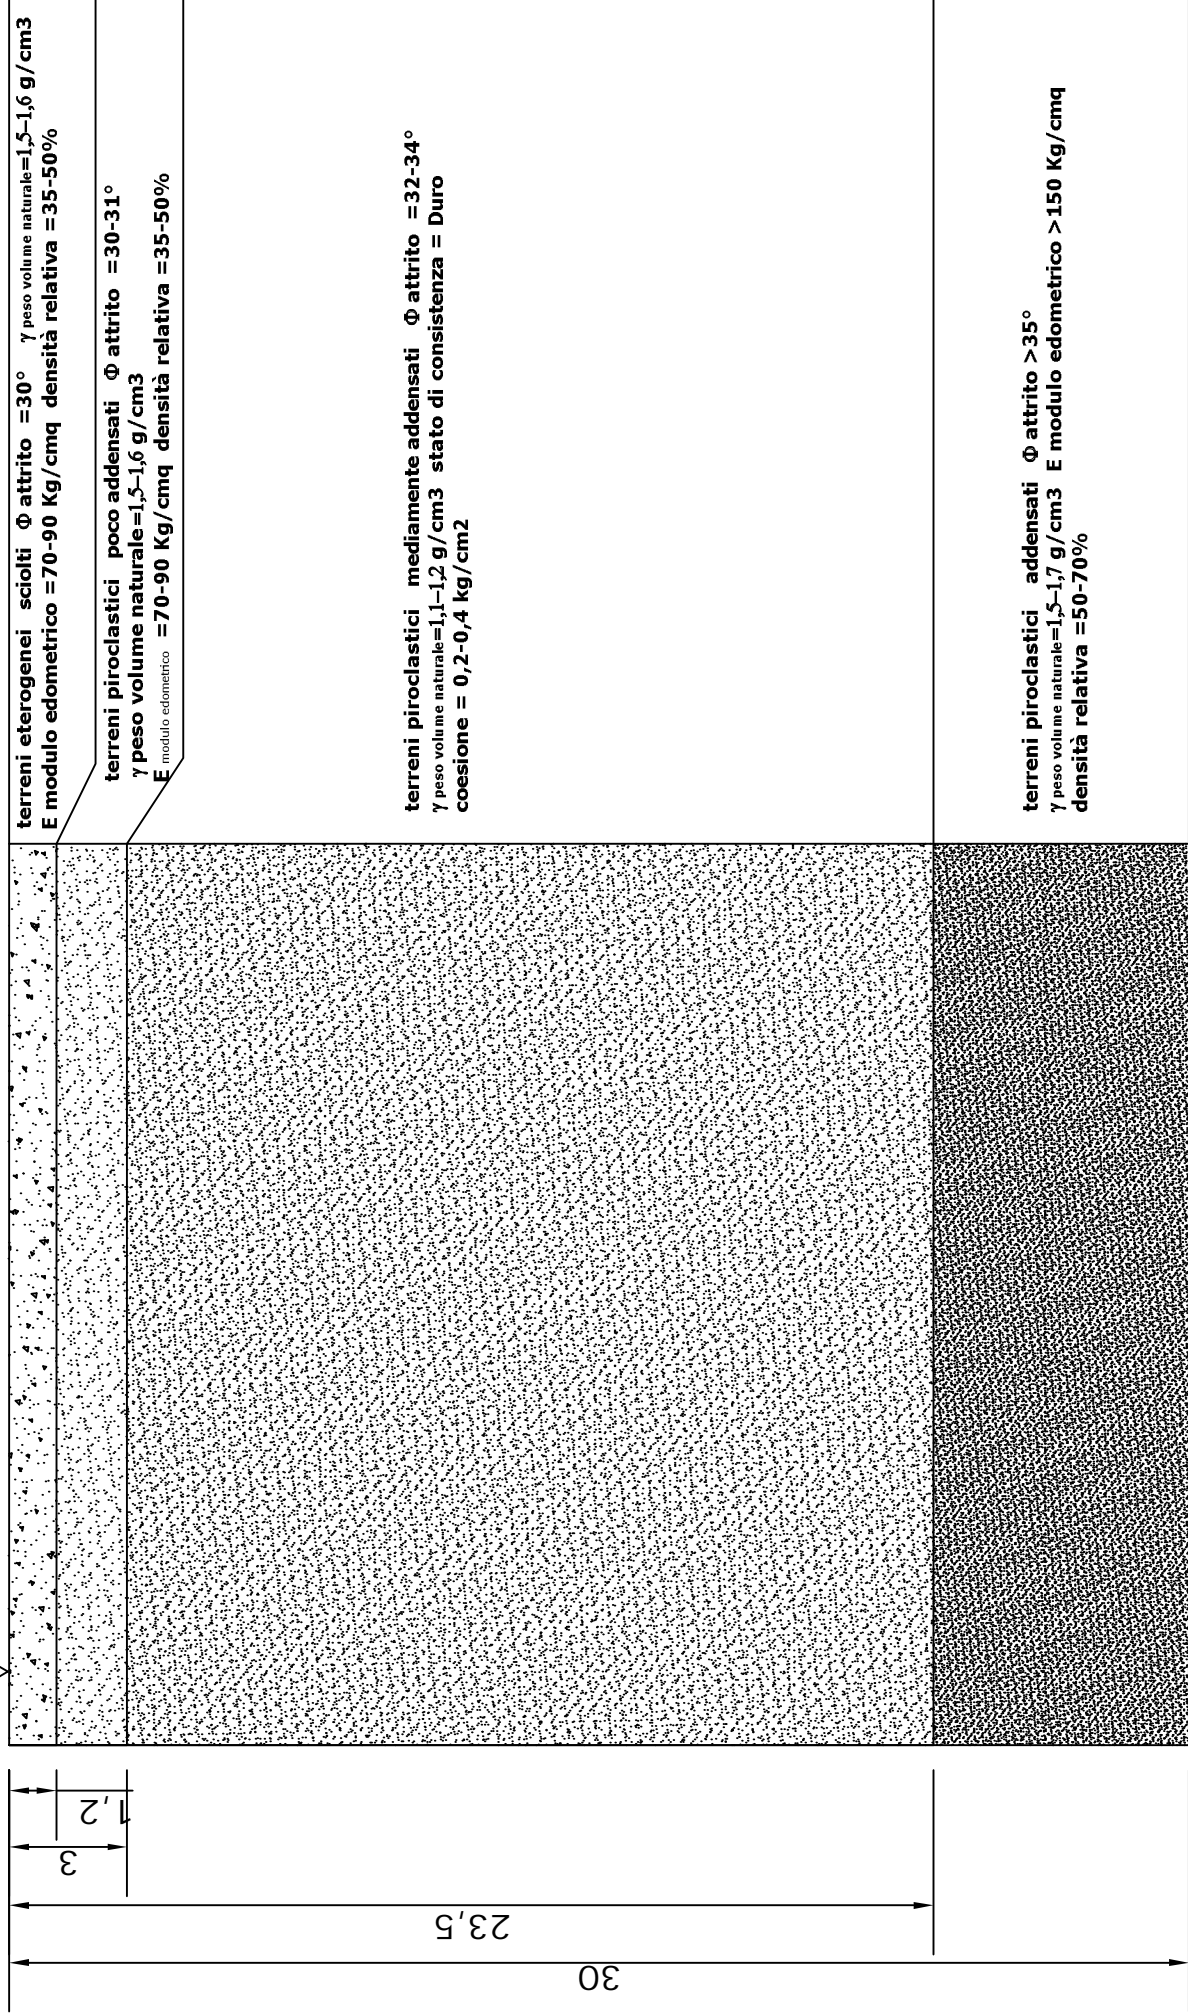 terreni eterogenei sciolti Φ attrito =30° γ peso volume naturale=1,5–1,6 g/cm3
E modulo edometrico =70-90 Kg/cmq densità relativa =35-50%
terreni piroclastici poco addensati Φ attrito =30-31°
γ peso volume naturale=1,5–1,6 g/cm3
E modulo edometrico =70-90 Kg/cmq densità relativa =35-50%
terreni piroclastici mediamente addensati Φ attrito =32-34°
γ peso volume naturale=1,1–1,2 g/cm3 stato di consistenza = Duro
coesione = 0,2-0,4 kg/cm2
terreni piroclastici addensati Φ attrito >35°
γ peso volume naturale=1,5–1,7 g/cm3 E modulo edometrico >150 Kg/cmq
densità relativa =50-70%
1,2
3
23,5
30